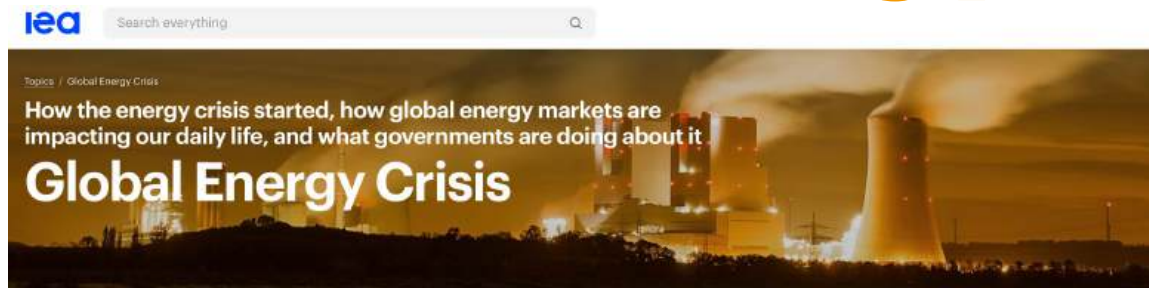 iea
Search everything
Topics / Global Energy Crisis
How the energy crisis started, how global energy markets are
impacting our daily life, and what governments are doing about it
Global Energy Crisis